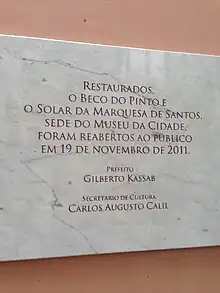 RESTAURADOS,
O BECO DO PINTO E
O SOLAR DA MARQUESA DE SANTOS,
SEDE DO MUSEU DA CIDADE,
FORAM REABERTOS AO PÚBLICO
EM 19 DE NOVEMBRO DE 2011.
PREFEITO
GILBERTO KASSAB
SECRETÁRIO DE CULTURA
CARLOS AUGUSTO CALIL